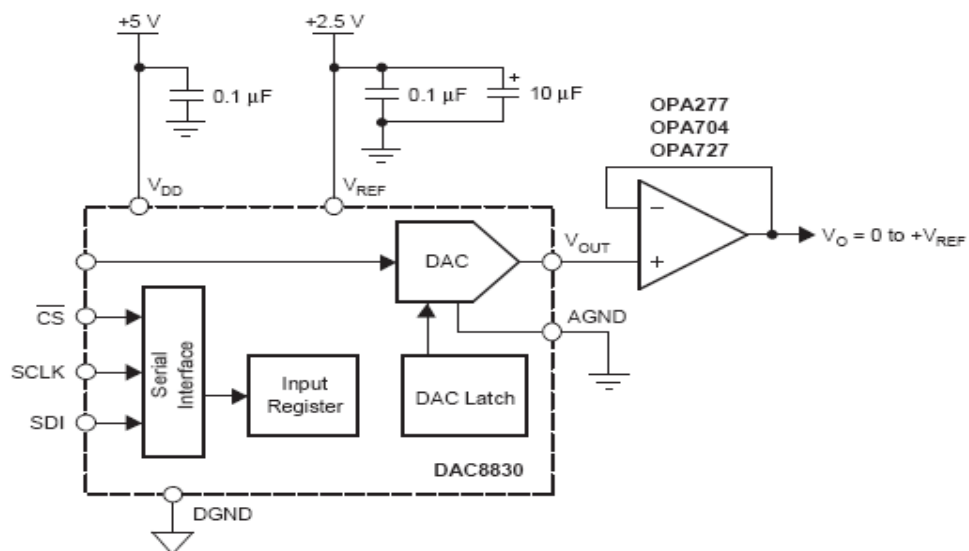 +5 V
+2.5 V
0.1 µF
0.1 µF
+
10 µF
OPA277
OPA704
OPA727
VDD
VREF
DAC
VOUT
−
+
VO = 0 to +VREF
CS
SCLK
SDI
Serial
Interface
Input
Register
DAC Latch
AGND
DAC8830
DGND